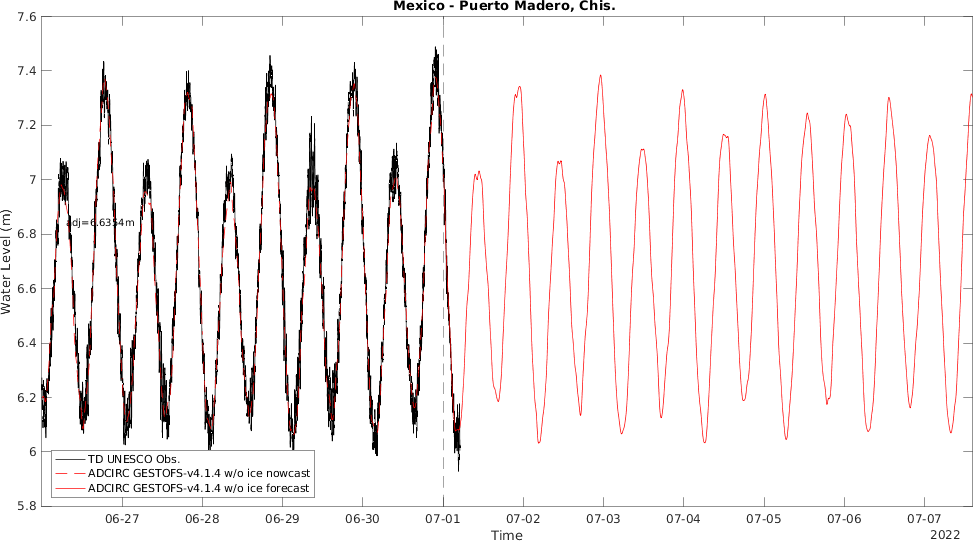 Mexico - Puerto Madero, Chis.
7.6
7.4
7.2
7
6.8
6.6
6.4
6.2
6
5.8
Water Level (m)
adj=6.6354m
TD UNESCO Obs.
ADCIRC GESTOFS-v4.1.4 w/o ice nowcast
ADCIRC GESTOFS-v4.1.4 w/o ice forecast
06-27 06-28 06-29 06-30 07-01 07-02 07-03 07-04 07-05 07-06 07-07
Time
2022